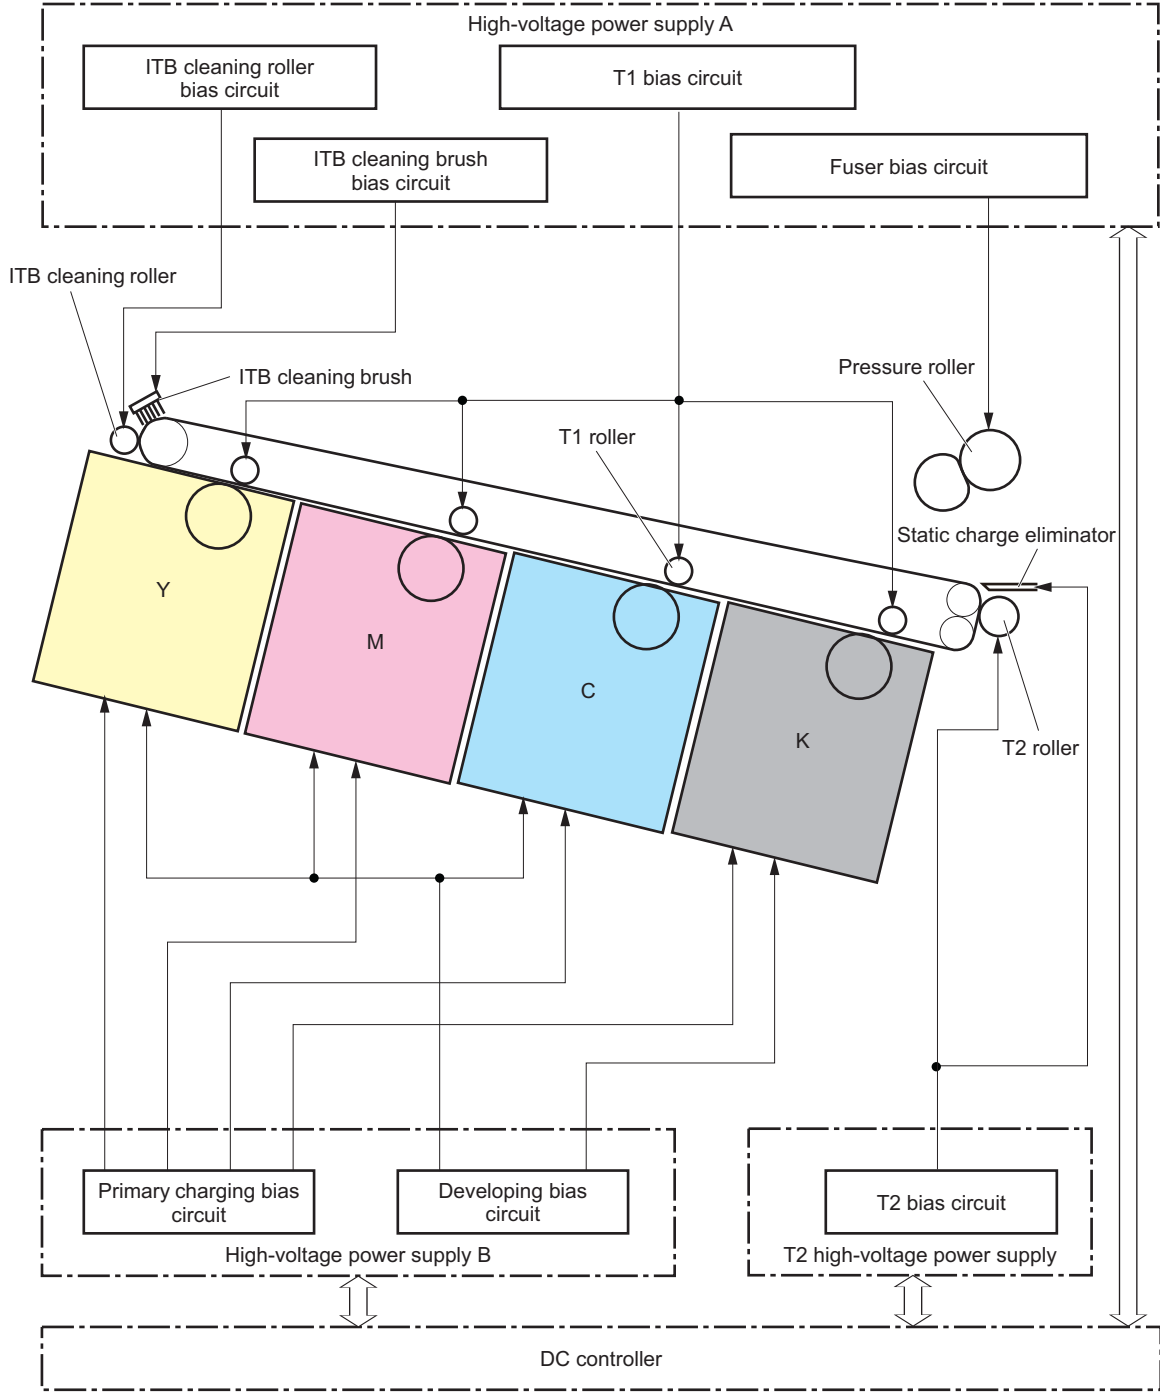 High-voltage power supply A
ITB cleaning roller
bias circuit
T1 bias circuit
ITB cleaning brush
bias circuit
Fuser bias circuit
ITB cleaning roller
ITB cleaning brush
Pressure roller
T1 roller
Static charge eliminator
Y
M
C
K
T2 roller
Primary charging bias
circuit
Developing bias
circuit
T2 bias circuit
High-voltage power supply B
T2 high-voltage power supply
DC controller